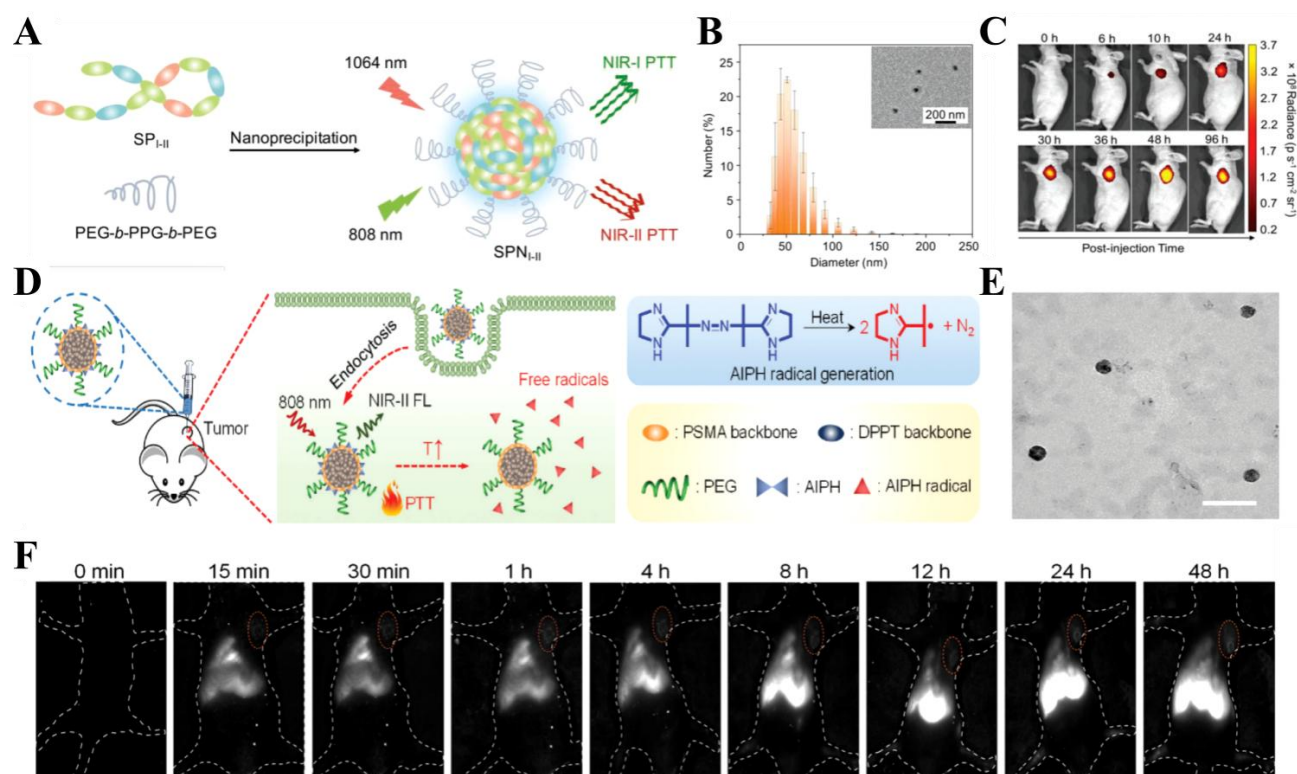 A
SP I-II
Nanoprecipitation
PEG-b-PPG-b-PEG
1064 nm
808 nm
SPN I-II
NIR-I PTT
NIR-II PTT
B
Number (%)
25
20
15
10
5
0
0
50
100
150
200
250
Diameter (nm)
200 nm
C
0 h
6 h
10 h
24 h
30 h
36 h
48 h
96 h
Post-injection Time
3.7
3.2
2.7
2.2
1.7
1.2
0.7
0.2
× 10⁸ Radiance (p s⁻¹ cm⁻² sr⁻¹)
D
Tumor
Endocytosis
808 nm
NIR-II FL
T↑
PTT
Free radicals
N
N
H
N=N
N
N
H
Heat
2
N
N
H
+ N₂
AIPH radical generation
: PSMA backbone
: DPPT backbone
: PEG
: AIPH
: AIPH radical
E
F
0 min
15 min
30 min
1 h
4 h
8 h
12 h
24 h
48 h